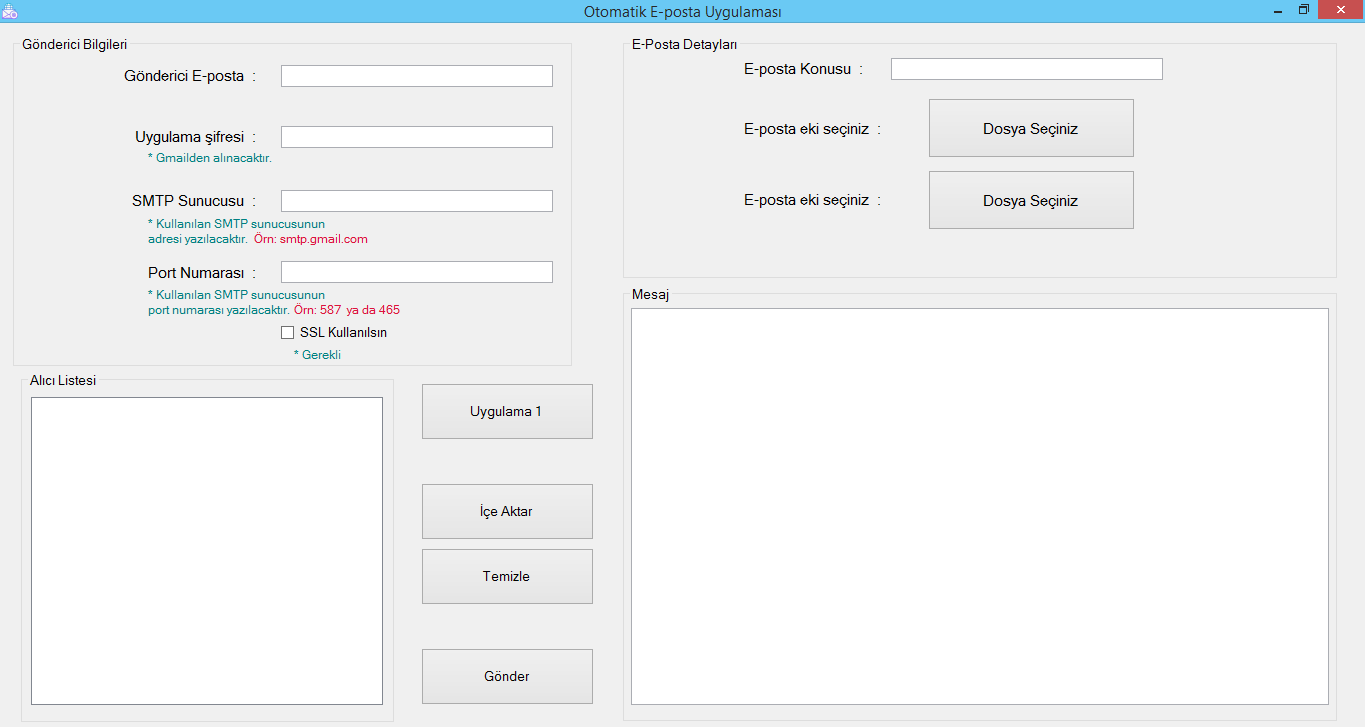 Otomatik E-posta Uygulaması
Gönderici Bilgileri
Gönderici E-posta :
Uygulama şifresi :
* Gmailden alınacaktır.
SMTP Sunucusu :
* Kullanılan SMTP sunucusunun
adresi yazılacaktır. Örn: smtp.gmail.com
Port Numarası :
* Kullanılan SMTP sunucusunun
port numarası yazılacaktır. Örn: 587 ya da 465
SSL Kullanılsın
* Gerekli
Alıcı Listesi
Uygulama 1
İçe Aktar
Temizle
Gönder
E-Posta Detayları
E-posta Konusu :
E-posta eki seçiniz :
Dosya Seçiniz
E-posta eki seçiniz :
Dosya Seçiniz
Mesaj